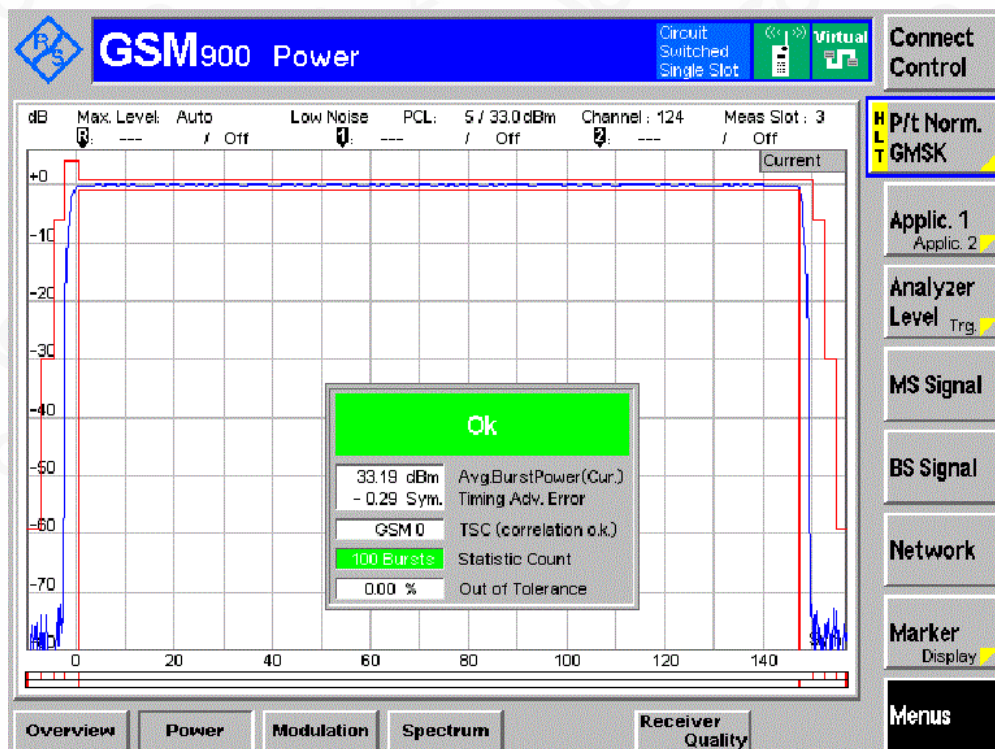 R/S
GSM900 Power
Circuit Switched Single Slot
Virtual
Connect Control
dB Max. Level: Auto Low Noise PCL: 5 / 33.0 dBm Channel : 124 Meas Slot : 3
R: --- / Off 1: --- / Off 2: --- / Off
Current
HLT
P/t Norm. GMSK
+0
-10
-20
-30
-40
-50
-60
-70
Applic. 1
Applic. 2
Analyzer Level Trg.
MS Signal
BS Signal
Network
Marker
Display
Menus
Ok
33.19 dBm Avg.BurstPower(Cur.)
- 0.29 Sym. Timing Adv. Error
GSM 0 TSC (correlation o.k.)
100 Bursts Statistic Count
0.00 % Out of Tolerance
0 20 40 60 80 100 120 140
Overview
Power
Modulation
Spectrum
Receiver Quality